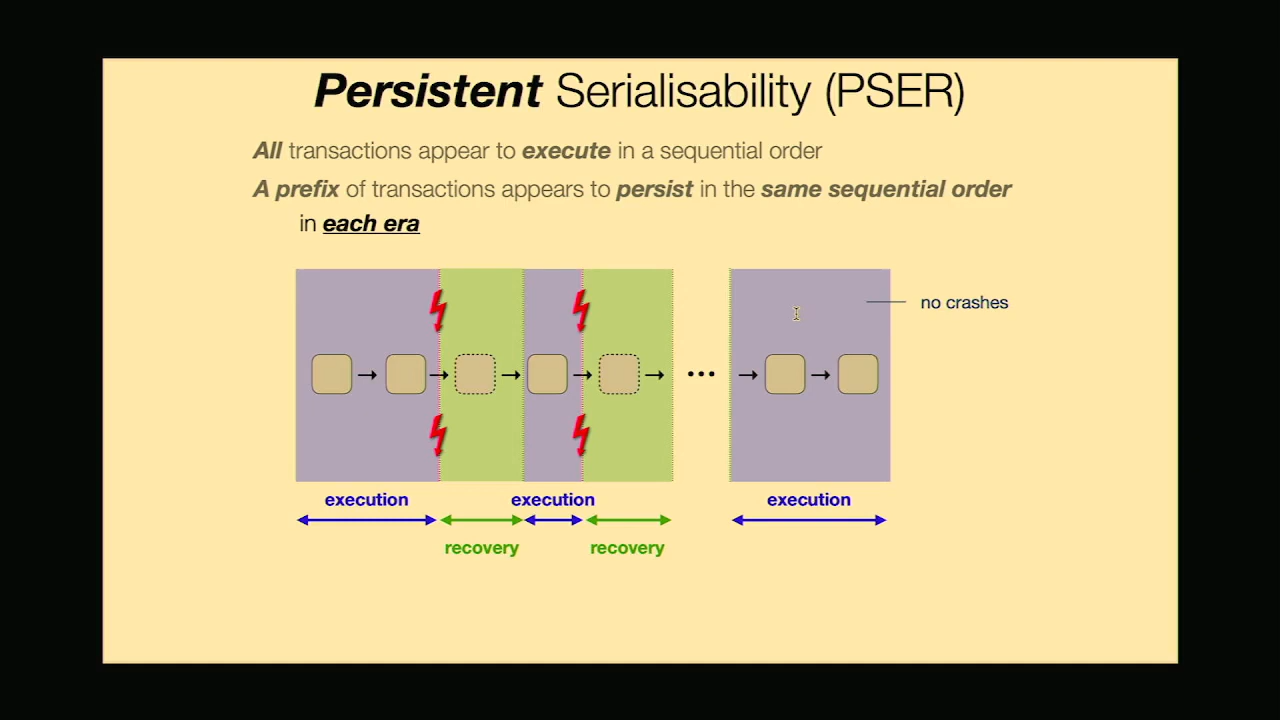 Persistent Serialisability (PSER)
All transactions appear to execute in a sequential order
A prefix of transactions appears to persist in the same sequential order
in each era
no crashes
...
execution execution execution
recovery recovery